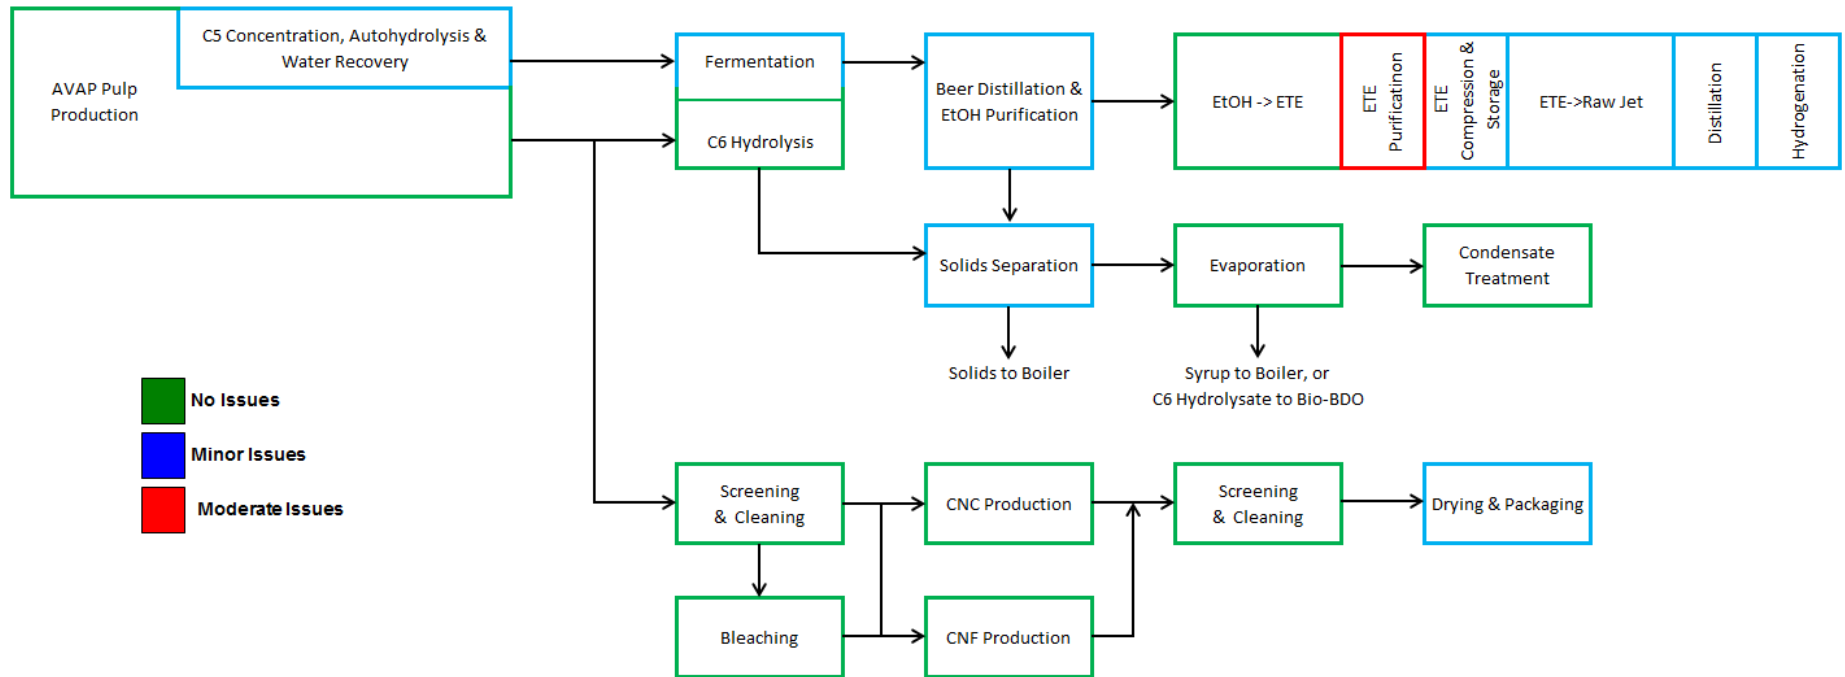 C5 Concentration, Autohydrolysis &
Water Recovery
AVAP Pulp
Production
Fermentation
C6 Hydrolysis
Beer Distillation &
EtOH Purification
EtOH -> ETE
ETE
Purificatinon
ETE
Compression &
Storage
ETE->Raw Jet
Distillation
Hydrogenation
Solids Separation
Evaporation
Condensate
Treatment
Solids to Boiler
Syrup to Boiler, or
C6 Hydrolysate to Bio-BDO
No Issues
Minor Issues
Moderate Issues
Screening
& Cleaning
CNC Production
Screening
& Cleaning
Drying & Packaging
Bleaching
CNF Production